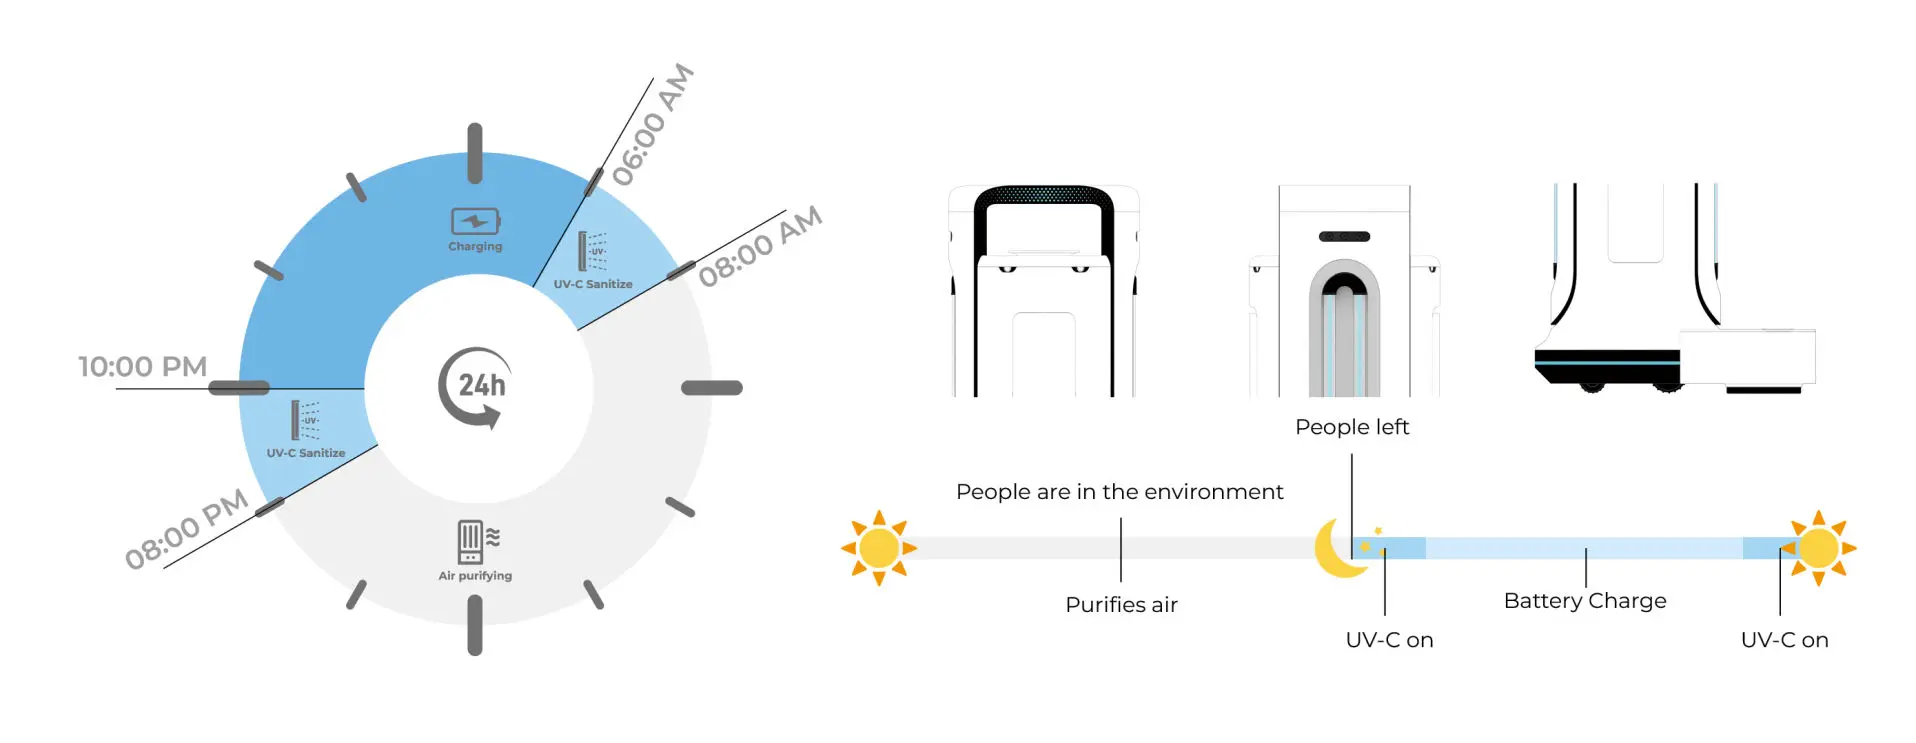 06:00 AM
08:00 AM
Charging
UV
UV-C Sanitize
10:00 PM
24h
UV
UV-C Sanitize
08:00 PM
Air purifying
People left
People are in the environment
Purifies air
Battery Charge
UV-C on
UV-C on